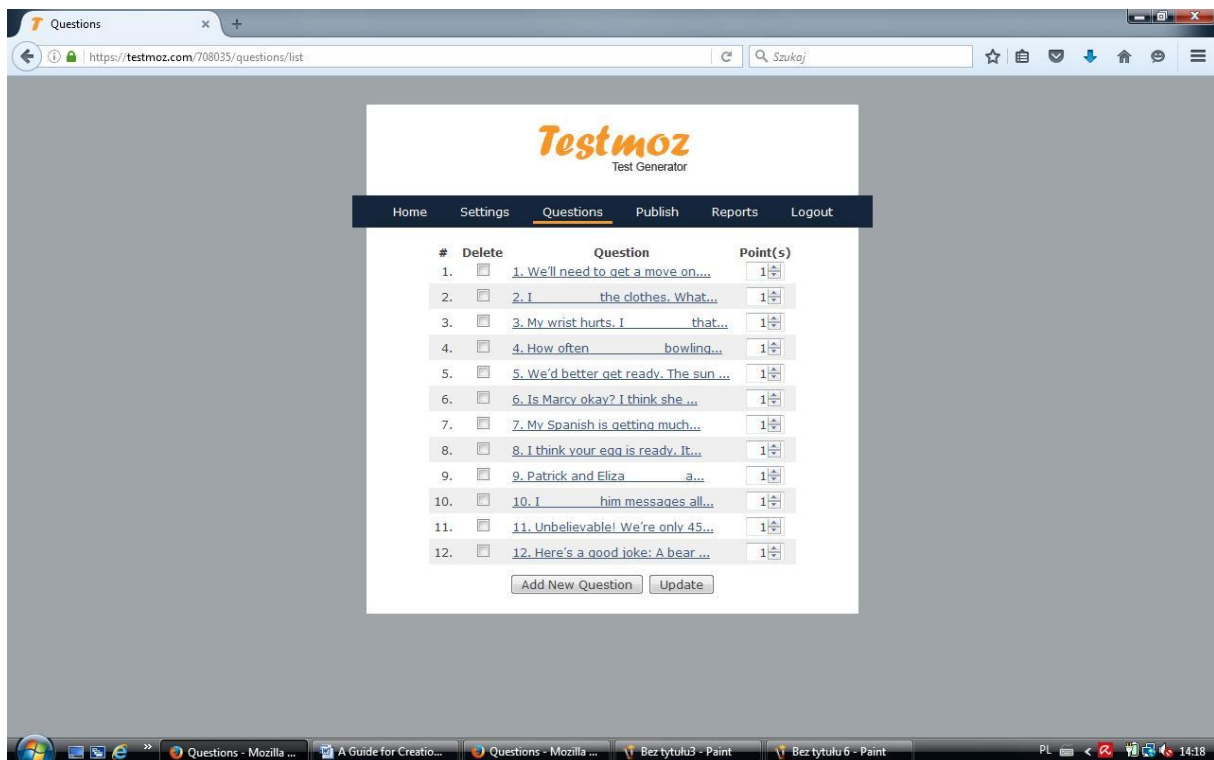 Questions
https://testmoz.com/708035/questions/list
Szukaj
Testmoz
Test Generator
Home Settings Questions Publish Reports Logout
# Delete Question Point(s)
1. 1. We'll need to get a move on.... 1
2. 2. I ________ the clothes. What... 1
3. 3. My wrist hurts. I ________ that... 1
4. 4. How often ________ bowling... 1
5. 5. We'd better get ready. The sun ... 1
6. 6. Is Marcy okay? I think she ... 1
7. 7. My Spanish is getting much... 1
8. 8. I think your egg is ready. It... 1
9. 9. Patrick and Eliza ________ a... 1
10. 10. I ________ him messages all... 1
11. 11. Unbelievable! We're only 45... 1
12. 12. Here's a good joke: A bear ... 1
Add New Question Update
Questions - Mozilla ... A Guide for Creatio... Questions - Mozilla ... Bez tytułu3 - Paint Bez tytułu 6 - Paint PL 14:18